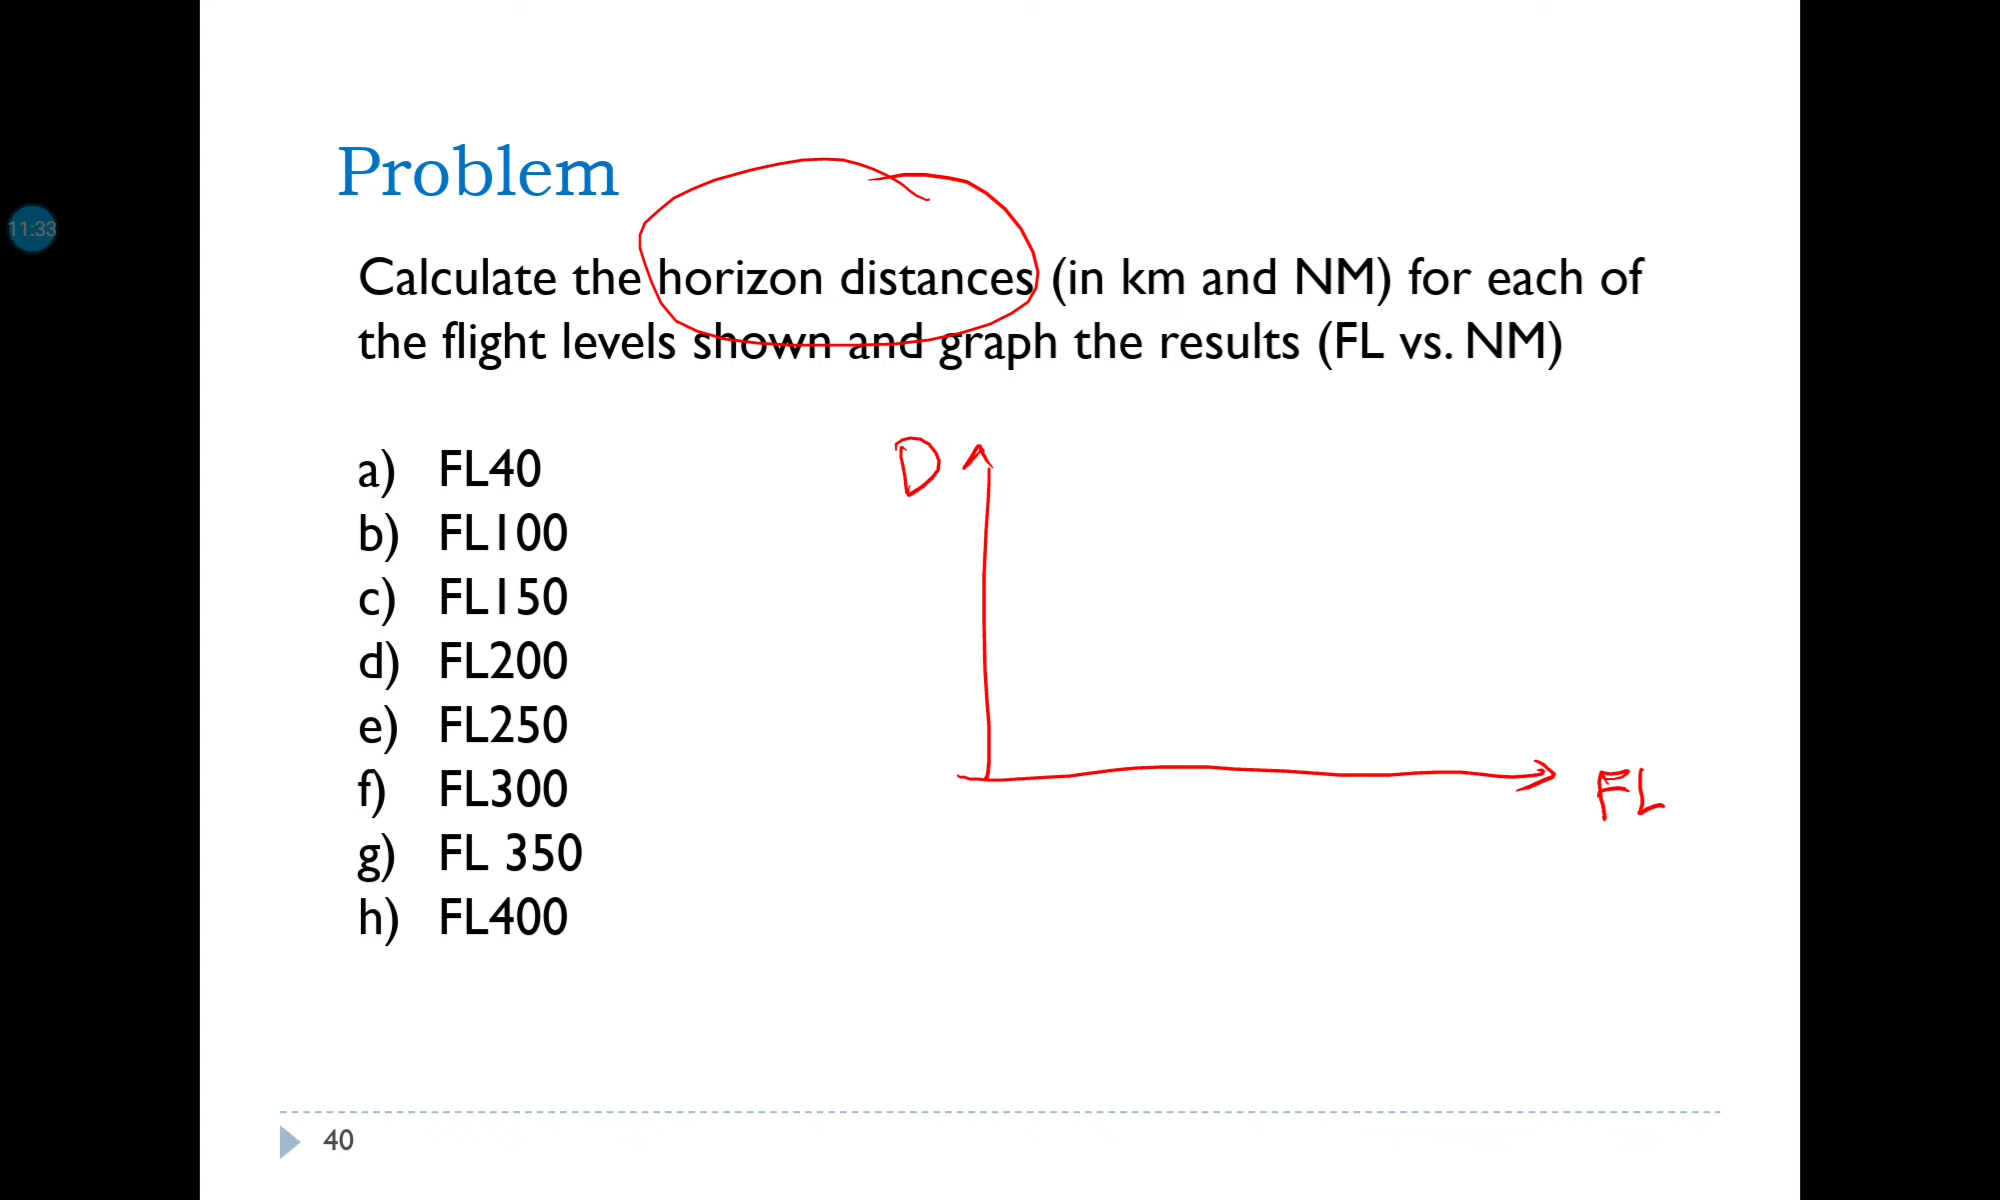 Problem
11:33
Calculate the horizon distances (in km and NM) for each of
the flight levels shown and graph the results (FL vs. NM)
a) FL40
b) FL100
c) FL150
d) FL200
e) FL250
f) FL300
g) FL 350
h) FL400
D
FL
40